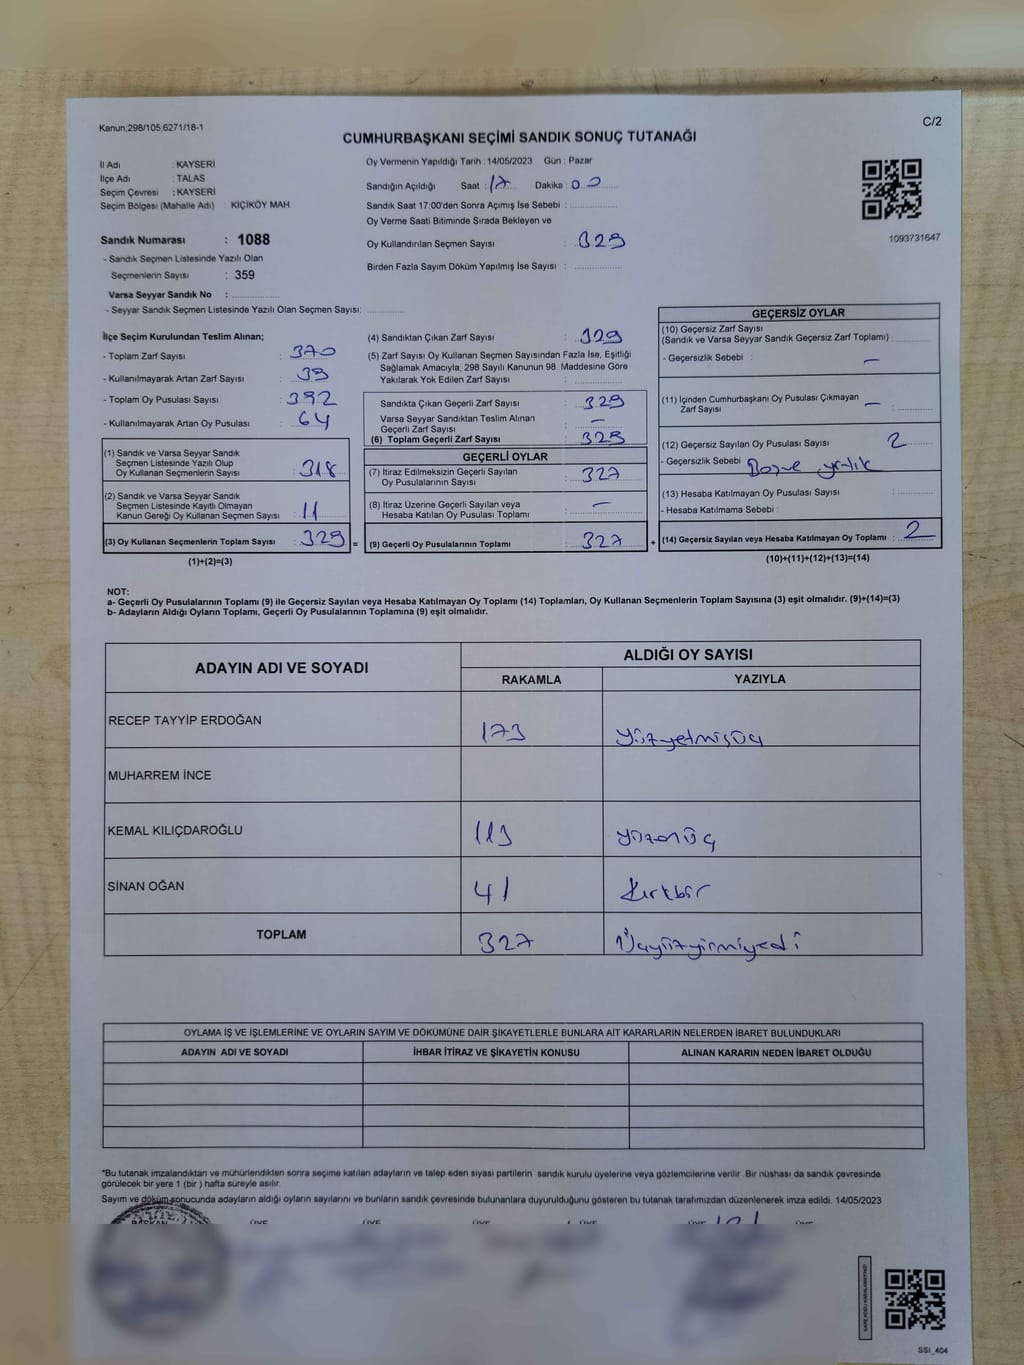 Kanun;298/105,6271/18-1
C/2
CUMHURBAŞKANI SEÇİMİ SANDIK SONUÇ TUTANAĞI
İl Adı : KAYSERİ
İlçe Adı : TALAS
Seçim Çevresi : KAYSERİ
Seçim Bölgesi (Mahalle Adı) : KİÇİKÖY MAH.
Sandık Numarası : 1088
- Sandık Seçmen Listesinde Yazılı Olan
Seçmenlerin Sayısı : 359
Varsa Seyyar Sandık No :
- Seyyar Sandık Seçmen Listesinde Yazılı Olan Seçmen Sayısı:
Oy Vermenin Yapıldığı Tarih : 14/05/2023 Gün : Pazar
Sandığın Açıldığı Saat : 17 Dakika : 00
Sandık Saat 17:00'den Sonra Açımış İse Sebebi :
Oy Verme Saati Bitiminde Sırada Bekleyen ve
Oy Kullandırılan Seçmen Sayısı : 329
Birden Fazla Sayım Döküm Yapılmış İse Sayısı :
1093731647
İlçe Seçim Kurulundan Teslim Alınan;
- Toplam Zarf Sayısı : 370
- Kullanılmayarak Artan Zarf Sayısı : 39
- Toplam Oy Pusulası Sayısı : 392
- Kullanılmayarak Artan Oy Pusulası : 64
(1) Sandık ve Varsa Seyyar Sandık
Seçmen Listesinde Yazılı Olup
Oy Kullanan Seçmenlerin Sayısı : 318
(2) Sandık ve Varsa Seyyar Sandık
Seçmen Listesinde Kayıtlı Olmayan
Kanun Gereği Oy Kullanan Seçmen Sayısı : 11
(3) Oy Kullanan Seçmenlerin Toplam Sayısı : 329 =
(1)+(2)=(3)
(4) Sandıktan Çıkan Zarf Sayısı : 329
(5) Zarf Sayısı Oy Kullanan Seçmen Sayısından Fazla İse, Eşitliği
Sağlamak Amacıyla; 298 Sayılı Kanunun 98. Maddesine Göre
Yakılarak Yok Edilen Zarf Sayısı :
Sandıkta Çıkan Geçerli Zarf Sayısı : 329
Varsa Seyyar Sandıktan Teslim Alınan
Geçerli Zarf Sayısı : —
(6) Toplam Geçerli Zarf Sayısı : 329
GEÇERLİ OYLAR
(7) İtiraz Edilmeksizin Geçerli Sayılan
Oy Pusulalarının Sayısı : 327
(8) İtiraz Üzerine Geçerli Sayılan veya
Hesaba Katılan Oy Pusulası Toplamı : —
(9) Geçerli Oy Pusulalarının Toplamı : 327 +
GEÇERSİZ OYLAR
(10) Geçersiz Zarf Sayısı
(Sandık ve Varsa Seyyar Sandık Geçersiz Zarf Toplamı) :
- Geçersizlik Sebebi : —
(11) İçinden Cumhurbaşkanı Oy Pusulası Çıkmayan
Zarf Sayısı : —
(12) Geçersiz Sayılan Oy Pusulası Sayısı : 2
- Geçersizlik Sebebi :
(13) Hesaba Katılmayan Oy Pusulası Sayısı :
- Hesaba Katılmama Sebebi :
(14) Geçersiz Sayılan veya Hesaba Katılmayan Oy Toplamı : 2
(10)+(11)+(12)+(13)=(14)
NOT:
a- Geçerli Oy Pusulalarının Toplamı (9) ile Geçersiz Sayılan veya Hesaba Katılmayan Oy Toplamı (14) Toplamları, Oy Kullanan Seçmenlerin Toplam Sayısına (3) eşit olmalıdır. (9)+(14)=(3)
b- Adayların Aldığı Oyların Toplamı, Geçerli Oy Pusulalarının Toplamına (9) eşit olmalıdır.
ADAYIN ADI VE SOYADI
ALDIĞI OY SAYISI
RAKAMLA YAZIYLA
RECEP TAYYİP ERDOĞAN 173 yüzyetmişüç
MUHARREM İNCE
KEMAL KILIÇDAROĞLU 113 yüzonüç
SİNAN OĞAN 41 kırkbir
TOPLAM 327 Üçyüzyirmiyedi
OYLAMA İŞ VE İŞLEMLERİNE VE OYLARIN SAYIM VE DÖKÜMÜNE DAİR ŞİKAYETLERLE BUNLARA AİT KARARLARIN NELERDEN İBARET BULUNDUKLARI
ADAYIN ADI VE SOYADI İHBAR İTİRAZ VE ŞİKAYETİN KONUSU ALINAN KARARIN NEDEN İBARET OLDUĞU
*Bu tutanak imzalandıktan ve mühürlendikten sonra seçime katılan adayların ve talep eden siyasi partilerin sandık kurulu üyelerine veya gözlemcilerine verilir. Bir nüshası da sandık çevresinde
görülecek bir yere 1 (bir ) hafta süreyle asılır.
Sayım ve döküm sonucunda adayların aldığı oyların sayılarını ve bunların sandık çevresinde bulunanlara duyurulduğunu gösteren bu tutanak tarafımızdan düzenlenerek imza edildi. 14/05/2023
BAŞKAN ÜYE ÜYE ÜYE ÜYE ÜYE ÜYE
SSI_404